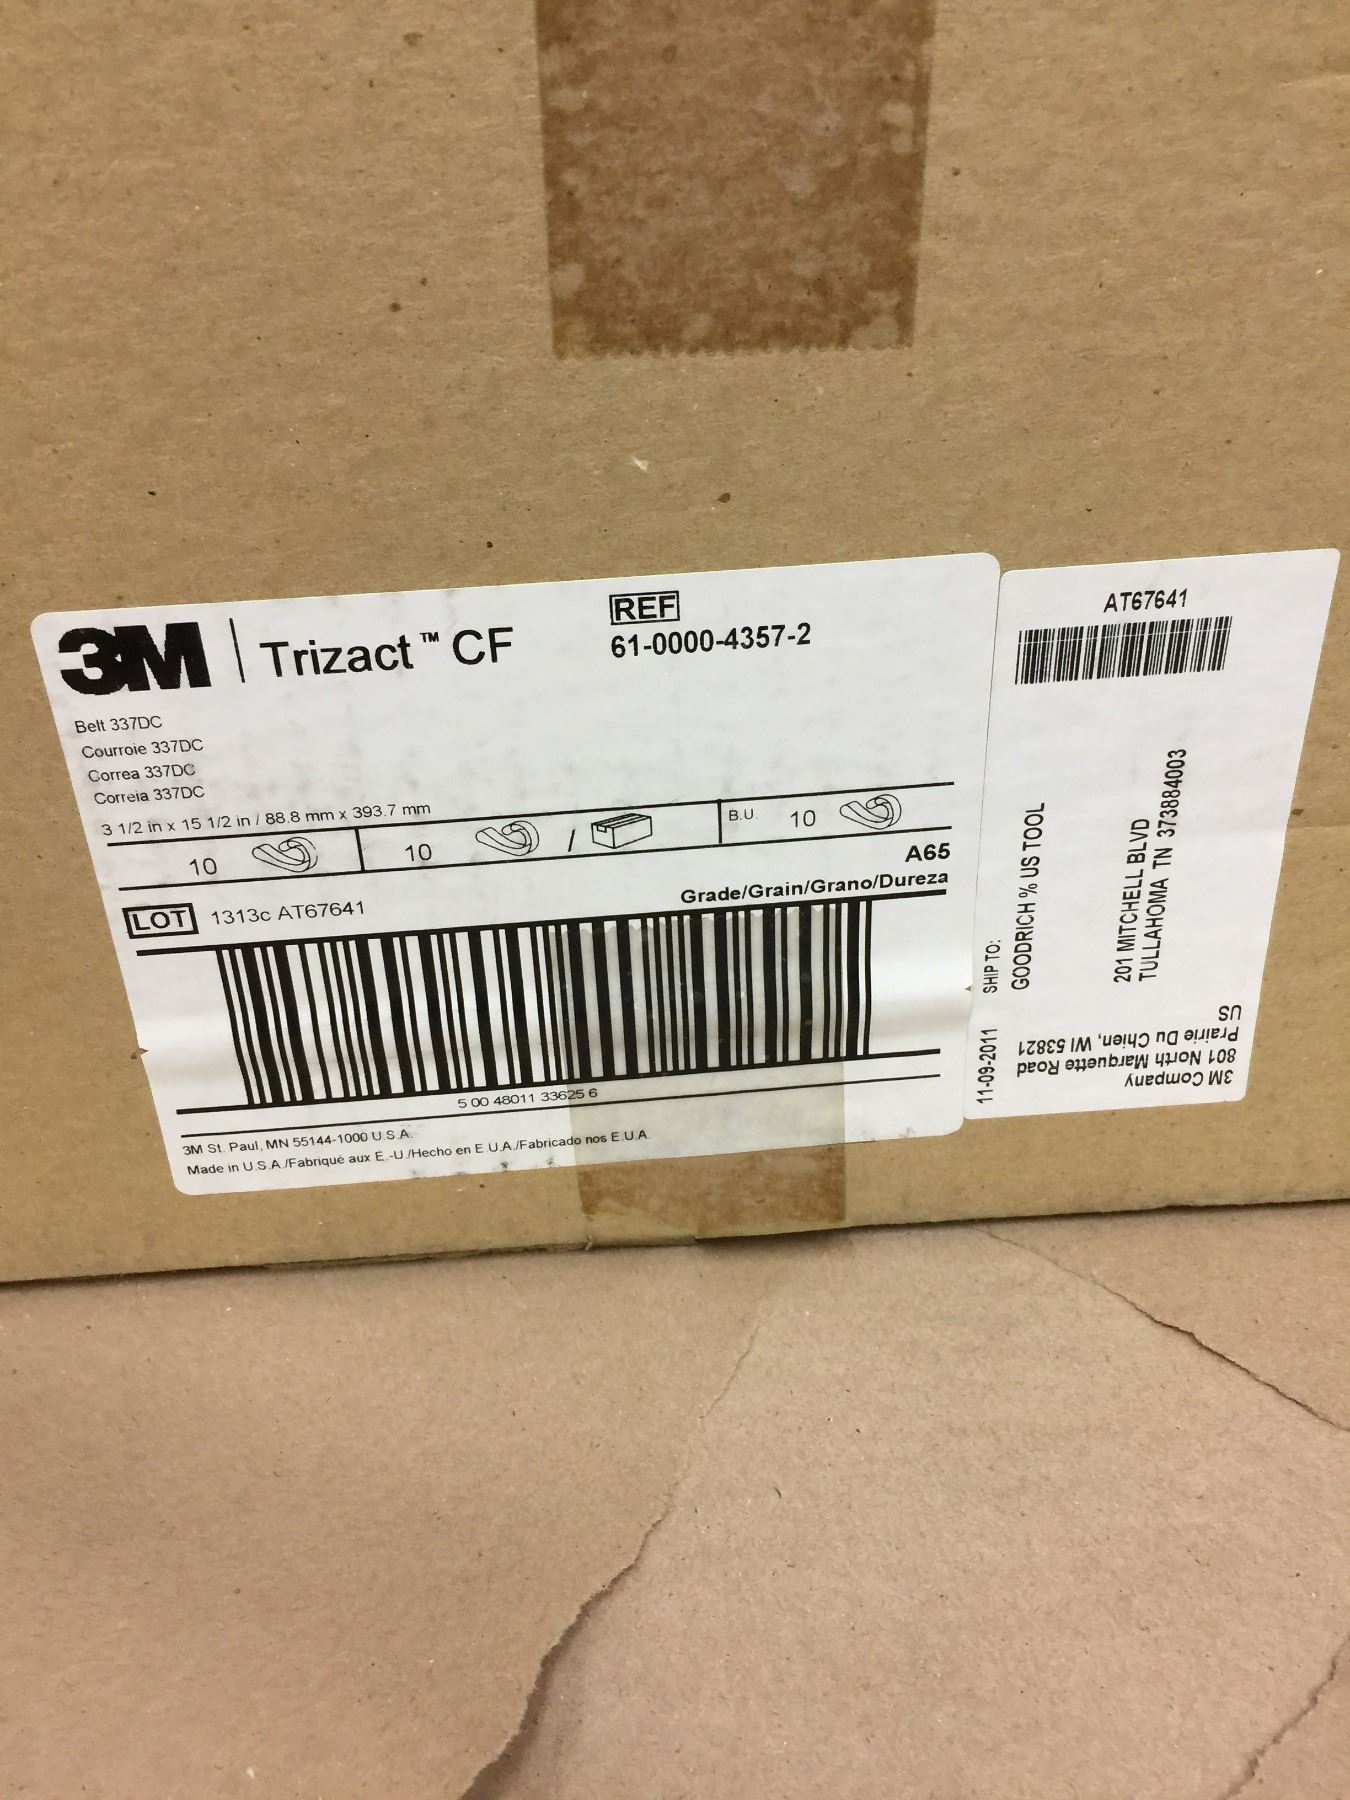 3M | Trizact™ CF
REF
61-0000-4357-2
Belt 337DC
Courroie 337DC
Correa 337DC
Correia 337DC
3 1/2 in x 15 1/2 in / 88.8 mm x 393.7 mm
10
10 /
B.U. 10
A65
Grade/Grain/Grano/Dureza
LOT 1313c AT67641
5 00 48011 33625 6
3M St. Paul, MN 55144-1000 U.S.A.
Made in U.S.A./Fabriqué aux É.-U./Hecho en E.U.A./Fabricado nos E.U.A.
AT67641
11-09-2011
SHIP TO:
GOODRICH % US TOOL
201 MITCHELL BLVD
TULLAHOMA TN 373884003
3M Company
801 North Marquette Road
Prairie Du Chien, WI 53821
US